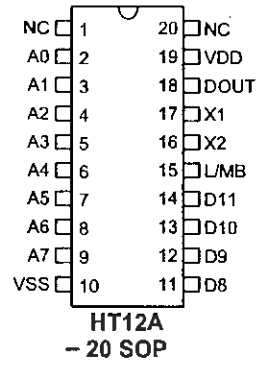 NC 1 20 NC
A0 2 19 VDD
A1 3 18 DOUT
A2 4 17 X1
A3 5 16 X2
A4 6 15 L/MB
A5 7 14 D11
A6 8 13 D10
A7 9 12 D9
VSS 10 11 D8
HT12A
– 20 SOP